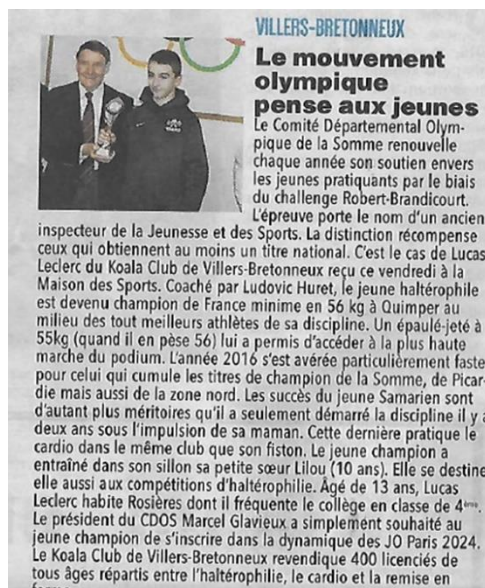 VILLERS-BRETONNEUX
Le mouvement
olympique
pense aux jeunes
Le Comité Départemental Olym-
pique de la Somme renouvelle
chaque année son soutien envers
les jeunes pratiquants par le biais
du challenge Robert-Brandicourt.
L'épreuve porte le nom d'un ancien
inspecteur de la Jeunesse et des Sports. La distinction récompense
ceux qui obtiennent au moins un titre national. C'est le cas de Lucas
Leclerc du Koala Club de Villers-Bretonneux reçu ce vendredi à la
Maison des Sports. Coaché par Ludovic Huret, le jeune haltérophile
est devenu champion de France minime en 56 kg à Quimper au
milieu des tout meilleurs athlètes de sa discipline. Un épaulé-jeté à
55kg (quand il en pèse 56) lui a permis d'accéder à la plus haute
marche du podium. L'année 2016 s'est avérée particulièrement faste
pour celui qui cumule les titres de champion de la Somme, de Picar-
die mais aussi de la zone nord. Les succès du jeune Samarien sont
d'autant plus méritoires qu'il a seulement démarré la discipline il y a
deux ans sous l'impulsion de sa maman. Cette dernière pratique le
cardio dans le même club que son fiston. Le jeune champion a
entraîné dans son sillon sa petite sœur Lilou (10 ans). Elle se destine
elle aussi aux compétitions d'haltérophilie. Âgé de 13 ans, Lucas
Leclerc habite Rosières dont il fréquente le collège en classe de 4ème.
Le président du CDOS Marcel Glavieux a simplement souhaité au
jeune champion de s'inscrire dans la dynamique des JO Paris 2024.
Le Koala Club de Villers-Bretonneux revendique 400 licenciés de
tous âges répartis entre l'haltérophilie, le cardio et la remise en